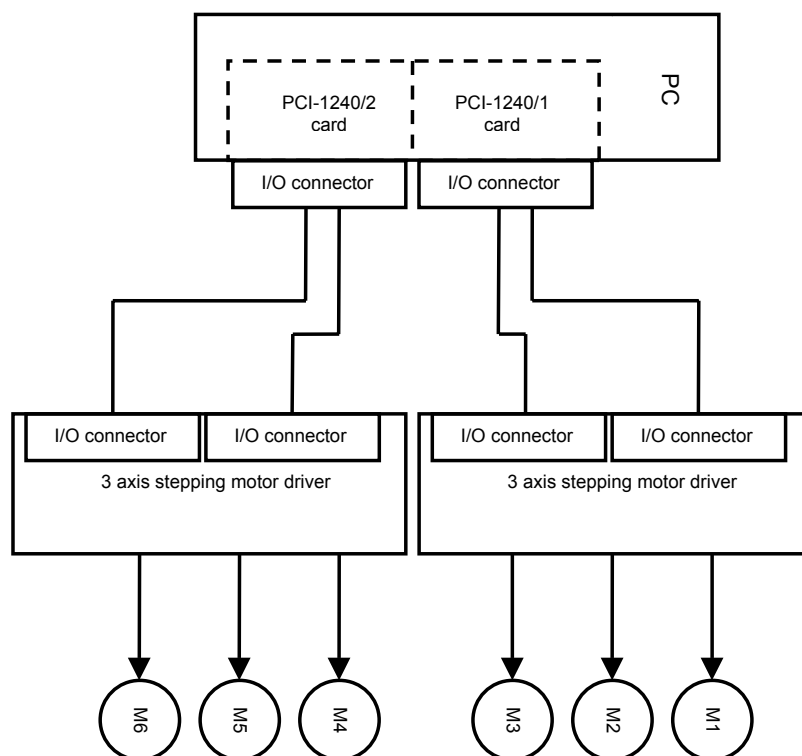 PC
PCI-1240/2
card
PCI-1240/1
card
I/O connector
I/O connector
I/O connector
I/O connector
I/O connector
I/O connector
3 axis stepping motor driver
3 axis stepping motor driver
M6
M5
M4
M3
M2
M1